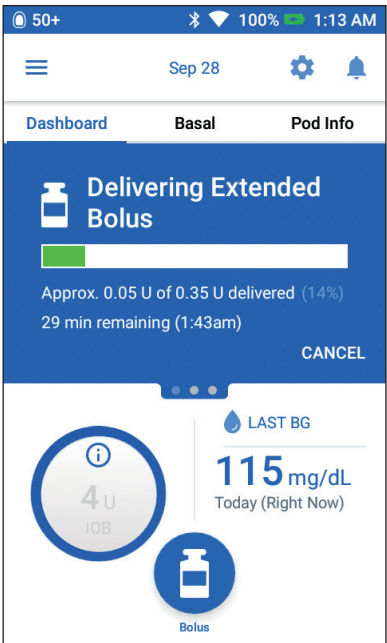 50+ 100% 1:13 AM
Sep 28
Dashboard Basal Pod Info
Delivering Extended
Bolus
Approx. 0.05 U of 0.35 U delivered (14%)
29 min remaining (1:43am)
CANCEL
LAST BG
115 mg/dL
Today (Right Now)
4 U
IOB
Bolus